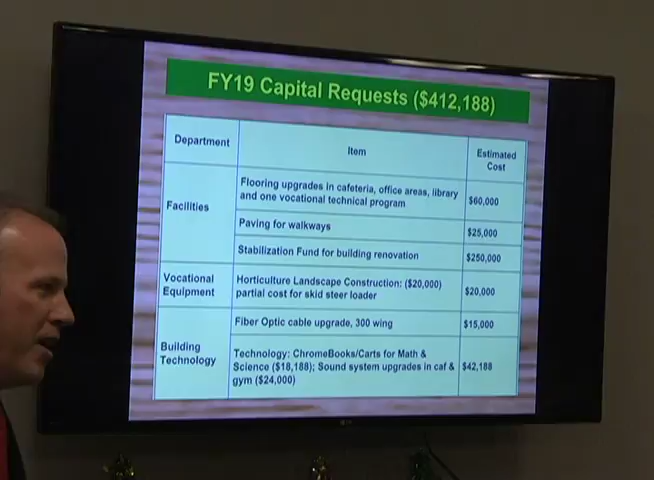 FY19 Capital Requests ($412,188)
Department
Item
Estimated
Cost
Facilities
Flooring upgrades in cafeteria, office areas, library
and one vocational technical program
$60,000
Paving for walkways
$25,000
Stabilization Fund for building renovation
$250,000
Vocational
Equipment
Horticulture Landscape Construction: ($20,000)
partial cost for skid steer loader
$20,000
Building
Technology
Fiber Optic cable upgrade, 300 wing
$15,000
Technology: ChromeBooks/Carts for Math &
Science ($18,188); Sound system upgrades in caf &
gym ($24,000)
$42,188
LG